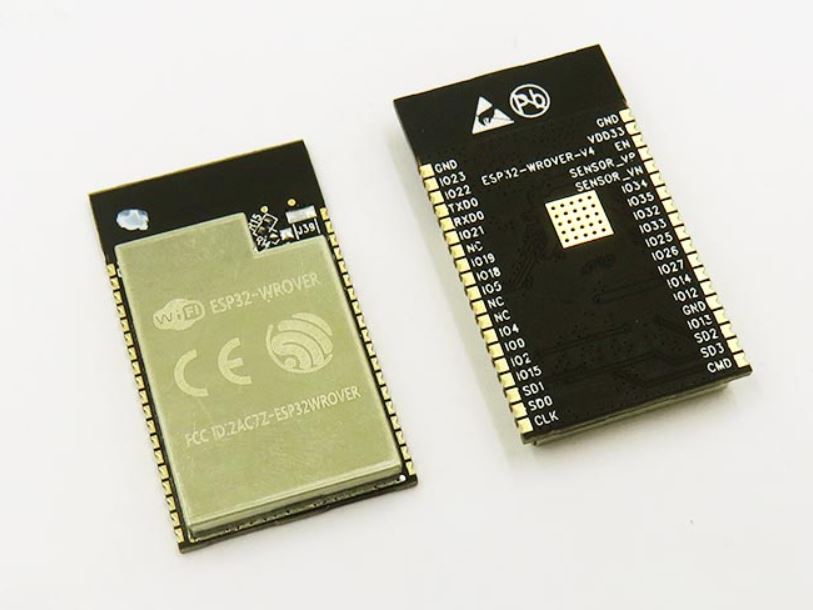 J39
WiFi ESP32-WROVER
CE
FCC ID:2AC7Z-ESP32WROVER
Pb
ESP32-WROVER-V4
GND
IO23
IO22
TXD0
RXD0
IO21
NC
IO19
IO18
IO5
NC
NC
IO4
IO0
IO2
IO15
SD1
SD0
CLK
GND
VDD33
EN
SENSOR_VP
SENSOR_VN
IO34
IO35
IO32
IO33
IO25
IO26
IO27
IO14
IO12
GND
IO13
SD2
SD3
CMD